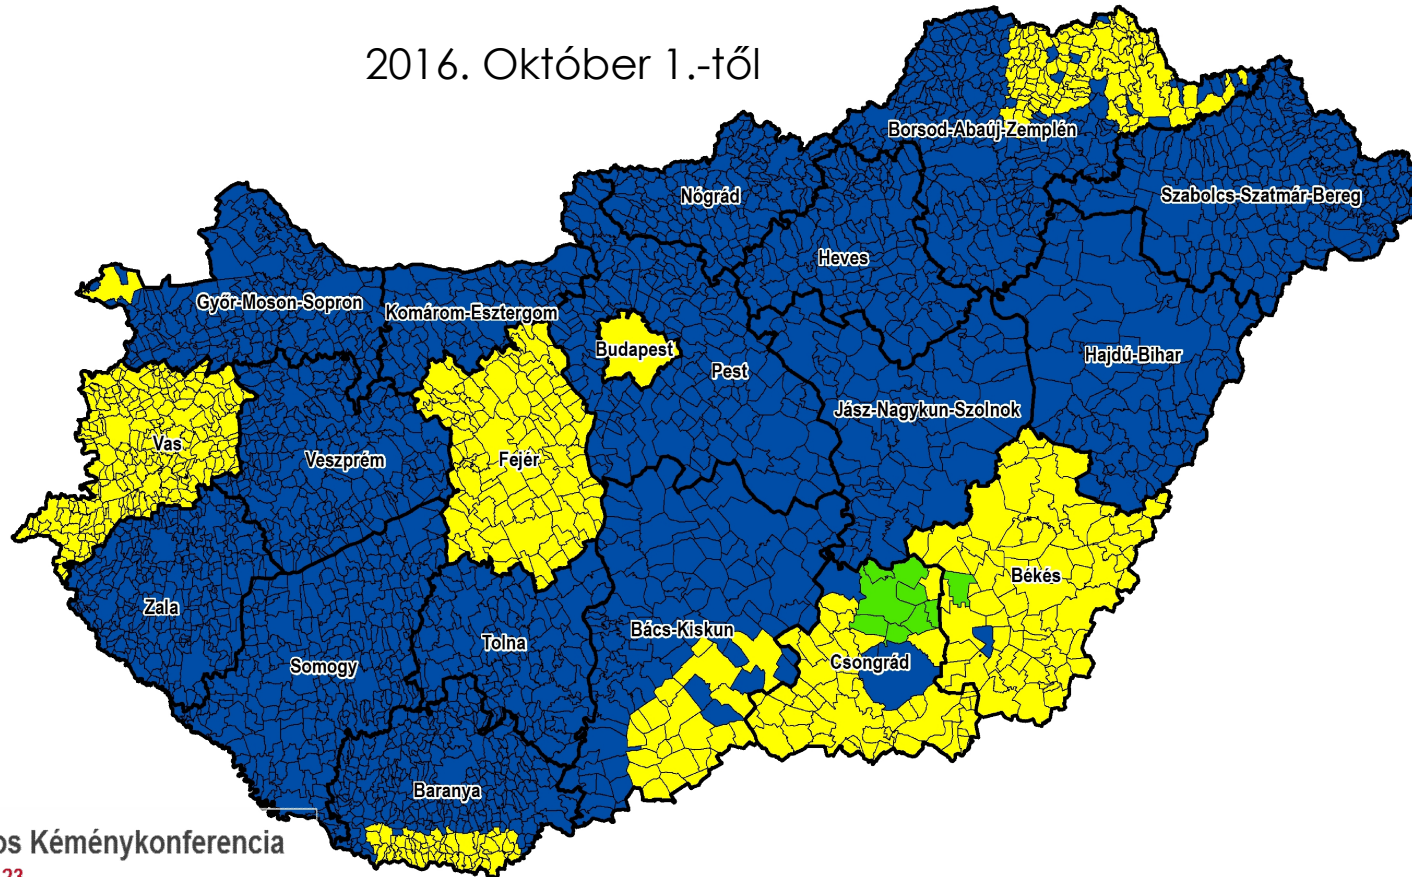 2016. Október 1.-től
Borsod-Abaúj-Zemplén
Nógrád
Szabolcs-Szatmár-Bereg
Heves
Győr-Moson-Sopron
Komárom-Esztergom
Budapest
Pest
Hajdú-Bihar
Jász-Nagykun-Szolnok
Vas
Veszprém
Fejér
Békés
Zala
Tolna
Bács-Kiskun
Somogy
Csongrád
Baranya
os Kéménykonferencia
23